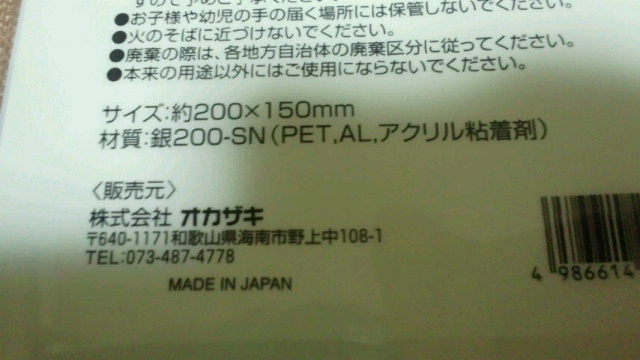 ●お子様や幼児の手の届く場所には保管しないでください。
●火のそばに近づけないでください。
●廃棄の際は、各地方自治体の廃棄区分に従ってください。
●本来の用途以外にはご使用にならないでください。
サイズ:約200×150mm
材質:銀200-SN(PET,AL,アクリル粘着剤)
〈販売元〉
株式会社 オカザキ
〒640-1171和歌山県海南市野上中108-1
TEL:073-487-4778
MADE IN JAPAN
4 986614